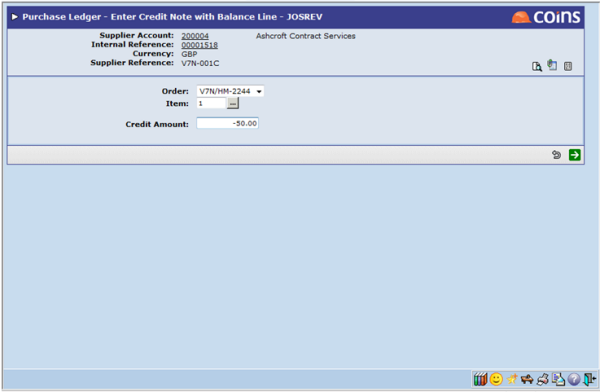 Purchase Ledger - Enter Credit Note with Balance Line - JOSREV
coins
Supplier Account: 200004 Ashcroft Contract Services
Internal Reference: 00001518
Currency: GBP
Supplier Reference: V7N-001C
Order: V7N/HM-2244
Item: 1 ...
Credit Amount: -50.00